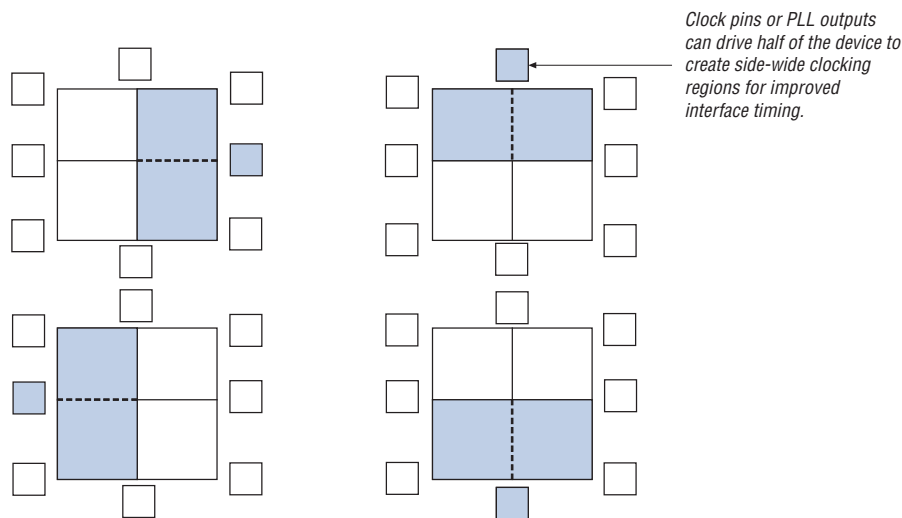 Clock pins or PLL outputs
can drive half of the device to
create side-wide clocking
regions for improved
interface timing.